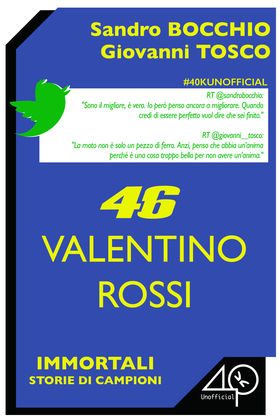 Sandro BOCCHIO
Giovanni TOSCO
#40KUNOFFICIAL
RT @sandrobocchio:
"Sono il migliore, è vero. Io però penso ancora a migliorare. Quando
credi di essere perfetto vuol dire che sei finito."
RT @giovanni__tosco:
"La moto non è solo un pezzo di ferro. Anzi, penso che abbia un'anima
perché è una cosa troppo bella per non avere un'anima."
46
VALENTINO
ROSSI
IMMORTALI
STORIE DI CAMPIONI
40K
Unofficial